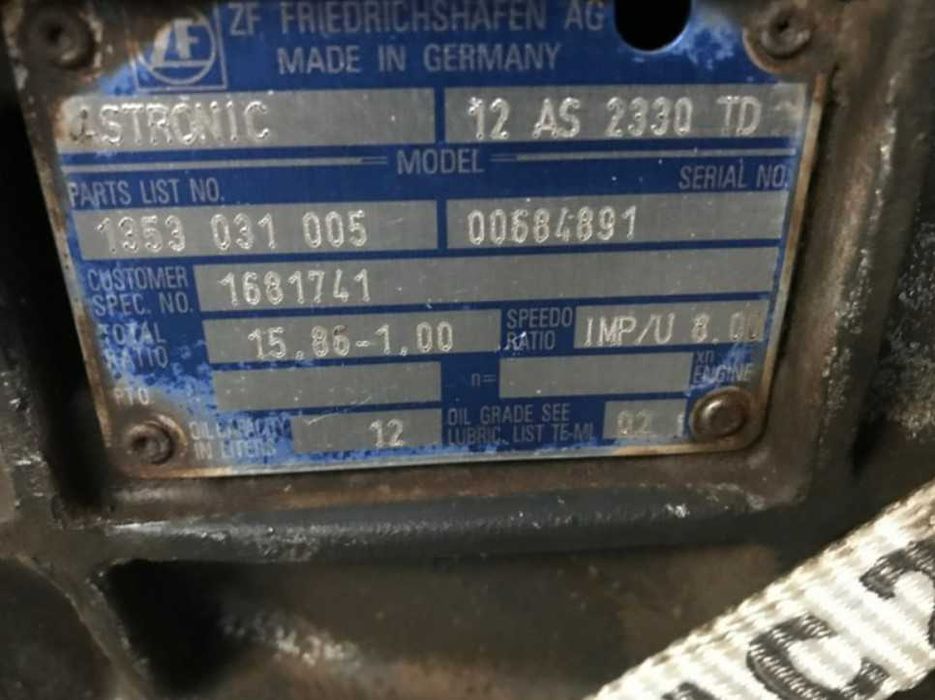 ZF FRIEDRICHSHAFEN AG
ZF
MADE IN GERMANY
ASTRONIC 12 AS 2330 TD
MODEL
PARTS LIST NO. SERIAL NO.
1353 031 005 00684891
CUSTOMER SPEC. NO. 1681741
TOTAL RATIO 15.86-1.00 SPEEDO RATIO IMP/U 8.00
PTO n= xn ENGINE
OIL CAPACITY IN LITERS 12 OIL GRADE SEE LUBRIC. LIST TE-ML 02